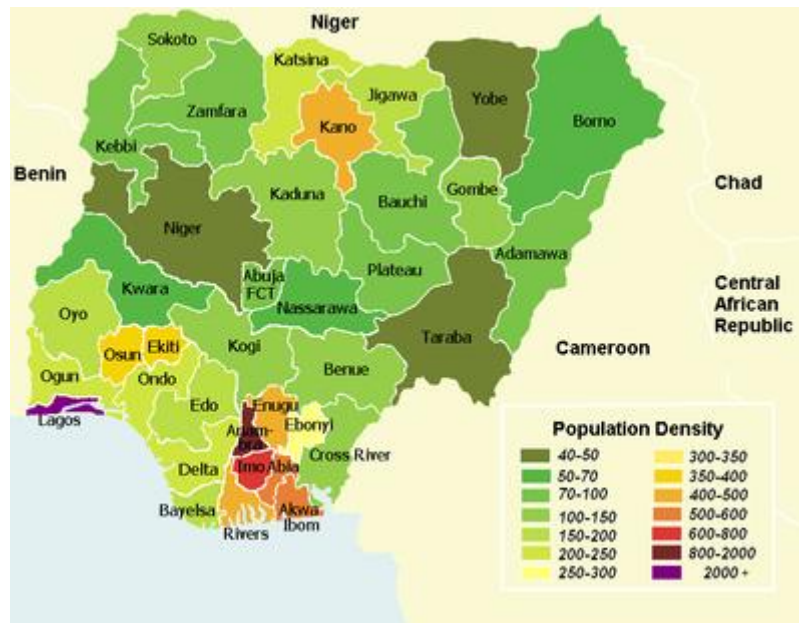 Niger
Sokoto
Katsina
Jigawa
Yobe
Borno
Zamfara
Kano
Kebbi
Benin
Chad
Kaduna
Gombe
Bauchi
Niger
Adamawa
Plateau
Abuja
FCT
Kwara
Nassarawa
Central
African
Republic
Oyo
Taraba
Cameroon
Osun
Ekiti
Kogi
Benue
Ogun
Ondo
Edo
Enugu
Lagos
Anam-
bra
Ebonyi
Cross River
Delta
Imo
Abia
Bayelsa
Akwa
Ibom
Rivers
Population Density
40-50
50-70
70-100
100-150
150-200
200-250
250-300
300-350
350-400
400-500
500-600
600-800
800-2000
2000 +